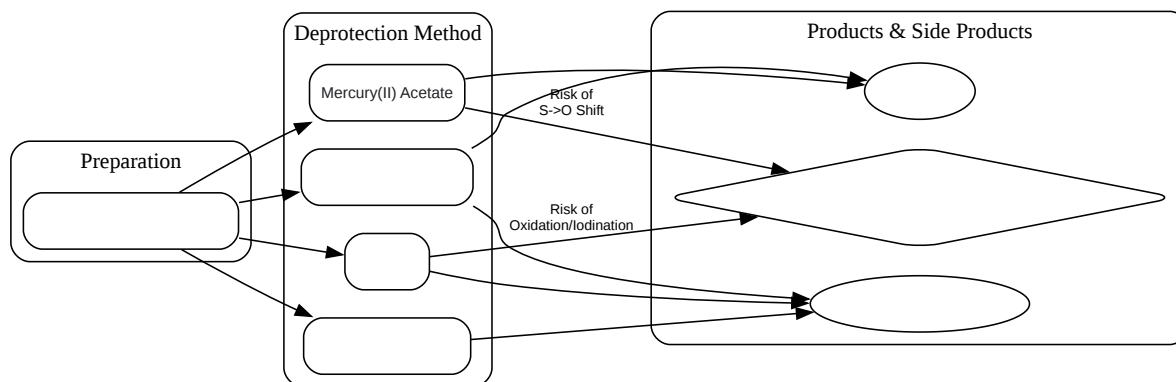 Preparation
Deprotection Method
Mercury(II) Acetate
Risk of
S->O Shift
Risk of
Oxidation/Iodination
Products & Side Products